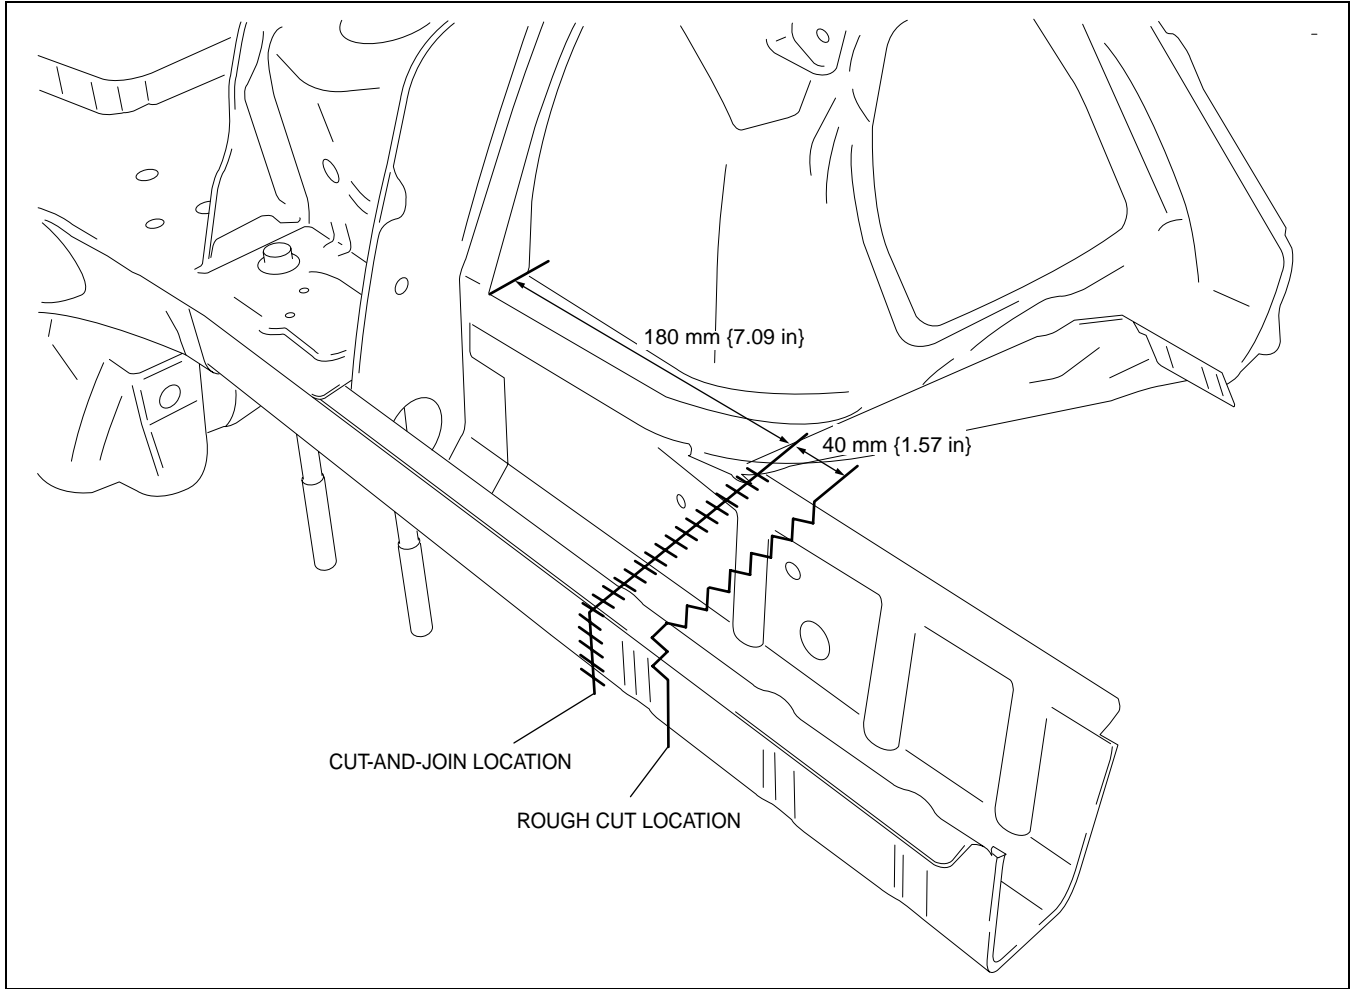 180 mm {7.09 in}
40 mm {1.57 in}
CUT-AND-JOIN LOCATION
ROUGH CUT LOCATION